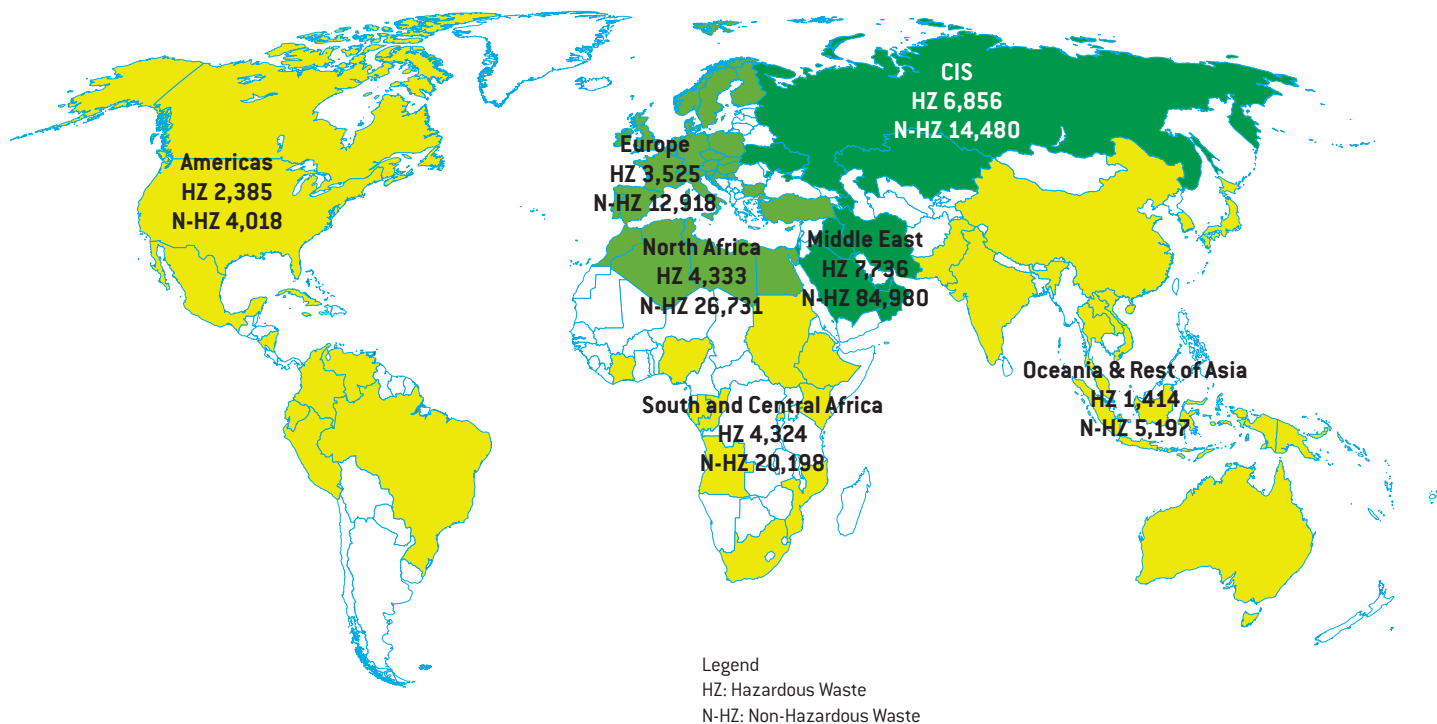 CIS
HZ 6,856
N-HZ 14,480
Europe
HZ 3,525
N-HZ 12,918
Americas
HZ 2,385
N-HZ 4,018
North Africa
HZ 4,333
N-HZ 26,731
Middle East
HZ 7,736
N-HZ 84,980
Oceania & Rest of Asia
HZ 1,414
N-HZ 5,197
South and Central Africa
HZ 4,324
N-HZ 20,198
Legend
HZ: Hazardous Waste
N-HZ: Non-Hazardous Waste